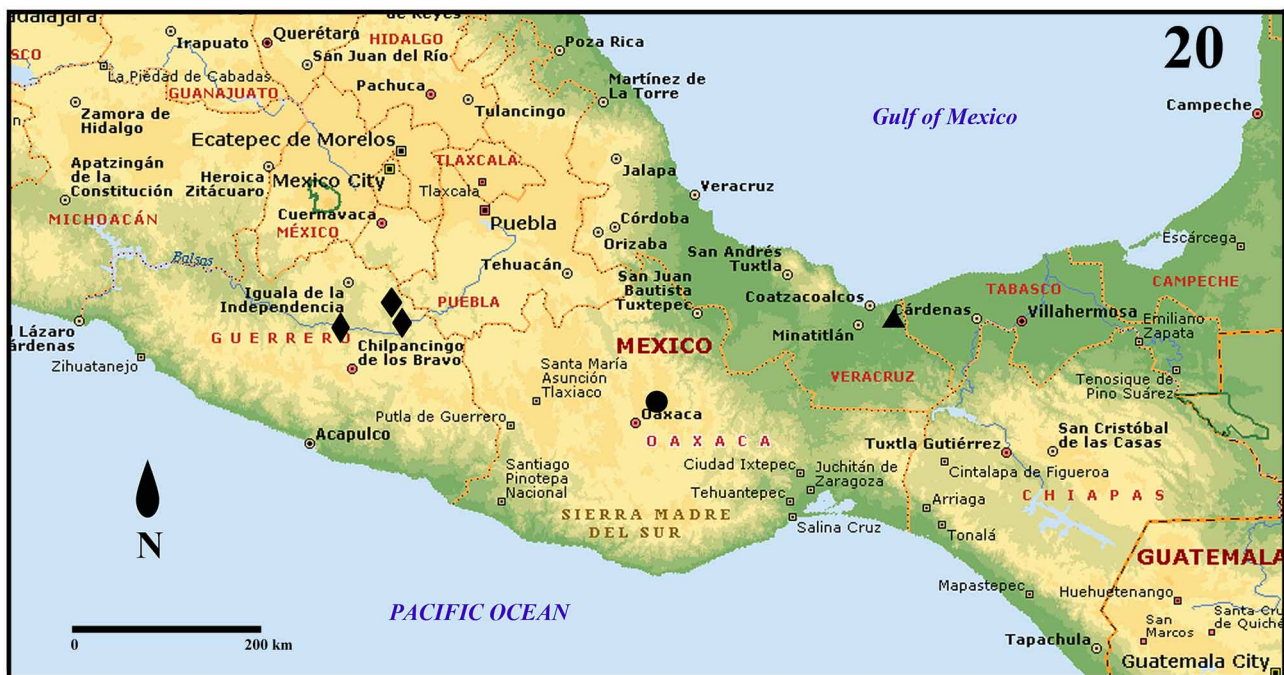 20
Irapuato
Querétaro
de Reyes
HIDALGO
San Juan del Río
Poza Rica
La Piedad de Cabadas
GUANAJUATO
Pachuca
Martínez de
La Torre
Campeche
Zamora de
Hidalgo
Tulancingo
Gulf of Mexico
Ecatepec de Morelos
TLAXCALA
Apatzingán
de la
Constitución
Heroica
Zitácuaro
Mexico City
Tlaxcala
Jalapa
Veracruz
MICHOACÁN
Cuernavaca
MÉXICO
Puebla
Córdoba
Orizaba
Escárcega
Balsas
Tehuacán
San Andrés
Tuxtla
San Juan
Bautista
Tuxtepec
CAMPECHE
Iguala de la
Independencia
PUEBLA
Coatzacoalcos
TABASCO
Cárdenas
Villahermosa
Emiliano
Zapata
Lázaro
Cárdenas
GUERRERO
Minatitlán
MEXICO
Zihuatanejo
Chilpancingo
de los Bravo
Santa María
Asunción
Tlaxiaco
VERACRUZ
Tenosique de
Pino Suárez
Putla de Guerrero
Oaxaca
OAXACA
Acapulco
Tuxtla Gutiérrez
San Cristóbal
de las Casas
Santiago
Pinotepa
Nacional
Ciudad Ixtepec
Juchitán de
Zaragoza
Cintalapa de Figueroa
Tehuantepec
Arriaga
CHIAPAS
SIERRA MADRE
DEL SUR
Salina Cruz
Tonalá
N
GUATEMALA
Mapastepec
Huehuetenango
PACIFIC OCEAN
San
Marcos
Santa Cru
de Quiché
0 200 km
Tapachula
Guatemala City